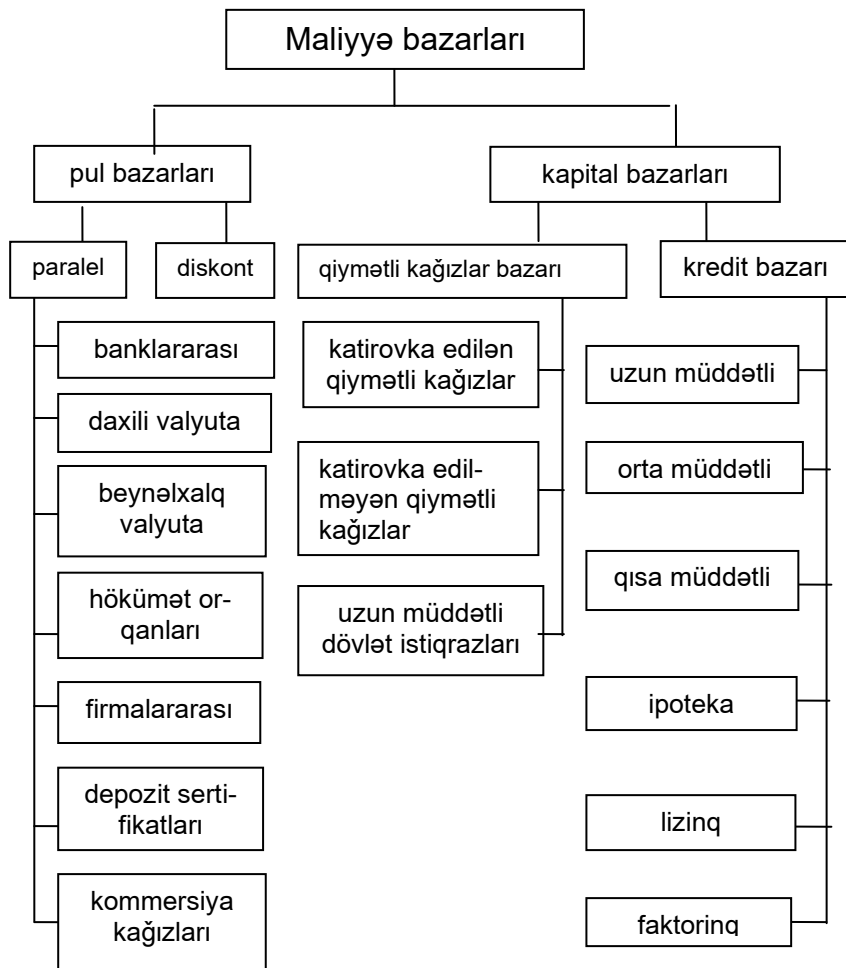 Maliyyə bazarları
pul bazarları
kapital bazarları
paralel
diskont
qiymətli kağızlar bazarı
kredit bazarı
banklararası
daxili valyuta
beynəlxalq
valyuta
hökümət or-
qanları
firmalararası
depozit serti-
fikatları
kommersiya
kağızları
katirovka edilən
qiymətli kağızlar
katirovka edil-
məyən qiymətli
kağızlar
uzun müddətli
dövlət istiqrazları
uzun müddətli
orta müddətli
qısa müddətli
ipoteka
lizinq
faktorinq